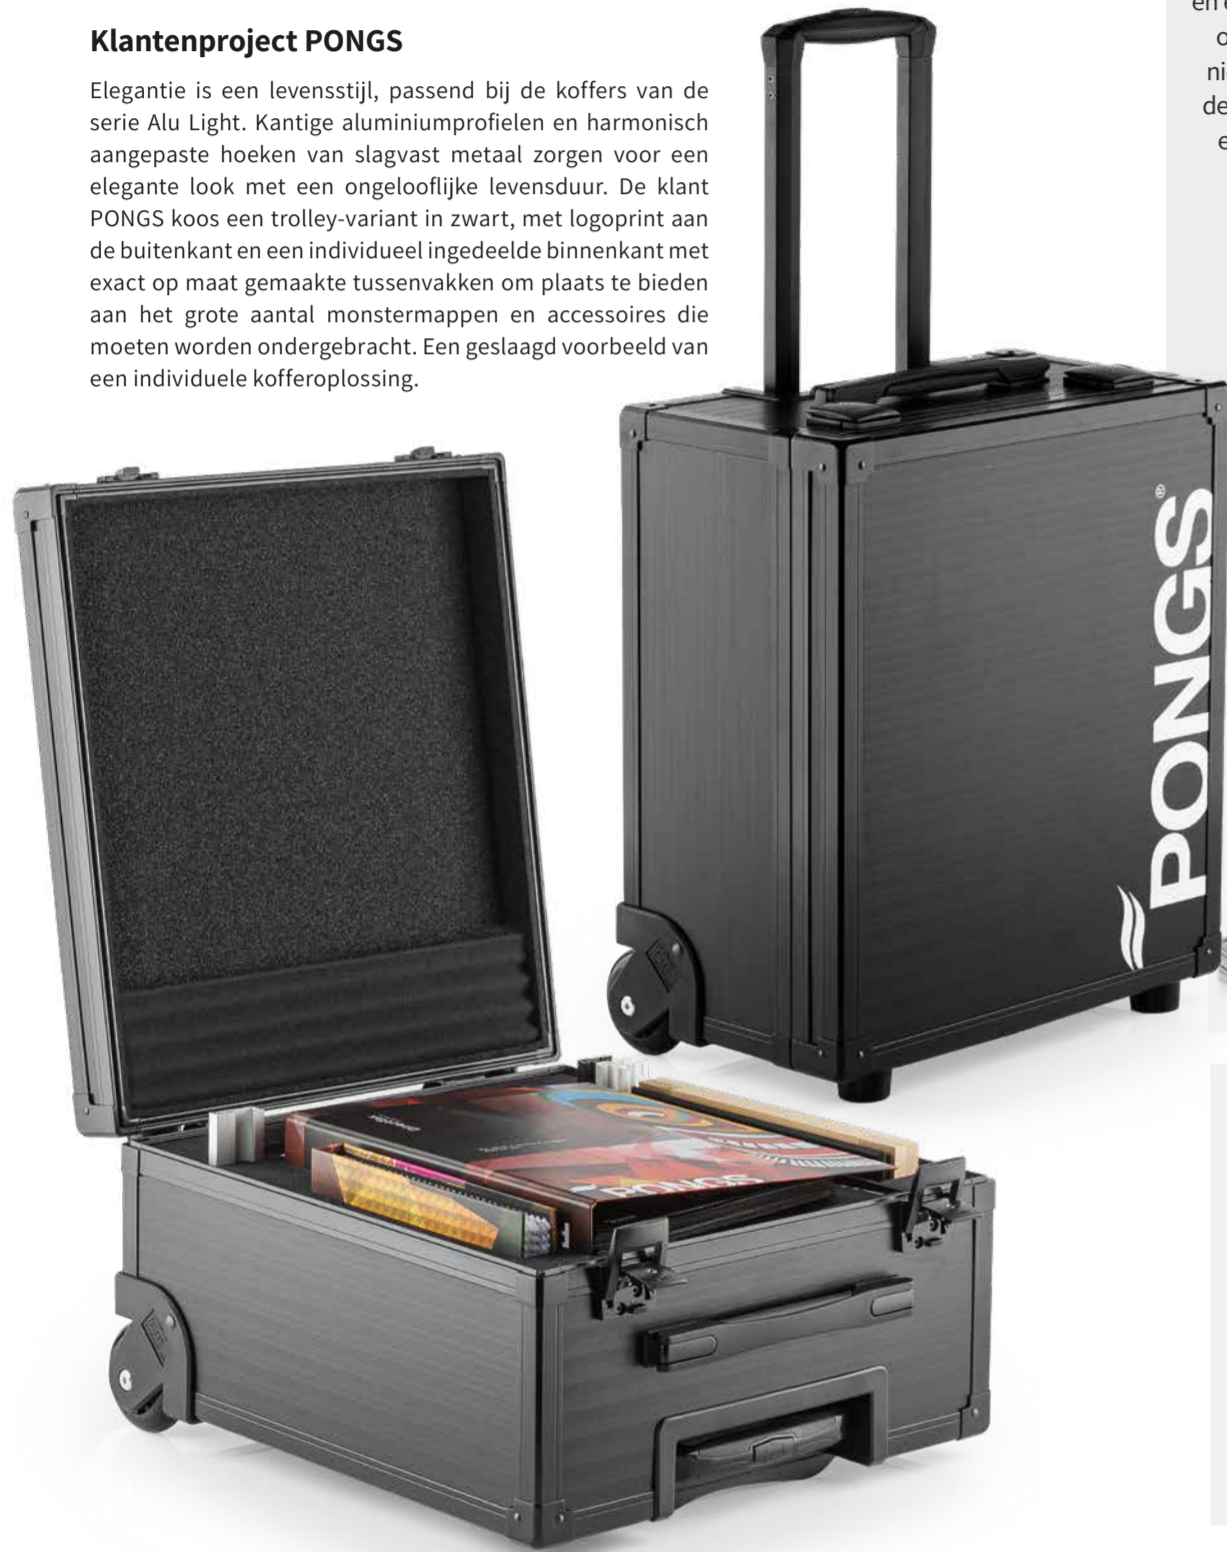 Klantenproject PONGS
Elegantie is een levensstijl, passend bij de koffers van de
serie Alu Light. Kantige aluminiumprofielen en harmonisch
aangepaste hoeken van slagvast metaal zorgen voor een
elegante look met een ongelooflijke levensduur. De klant
PONGS koos een trolley-variant in zwart, met logoprint aan
de buitenkant en een individueel ingedeelde binnenkant met
exact op maat gemaakte tussenvakken om plaats te bieden
aan het grote aantal monstermappen en accessoires die
moeten worden ondergebracht. Een geslaagd voorbeeld van
een individuele kofferoplossing.
PONGS®
PONGS